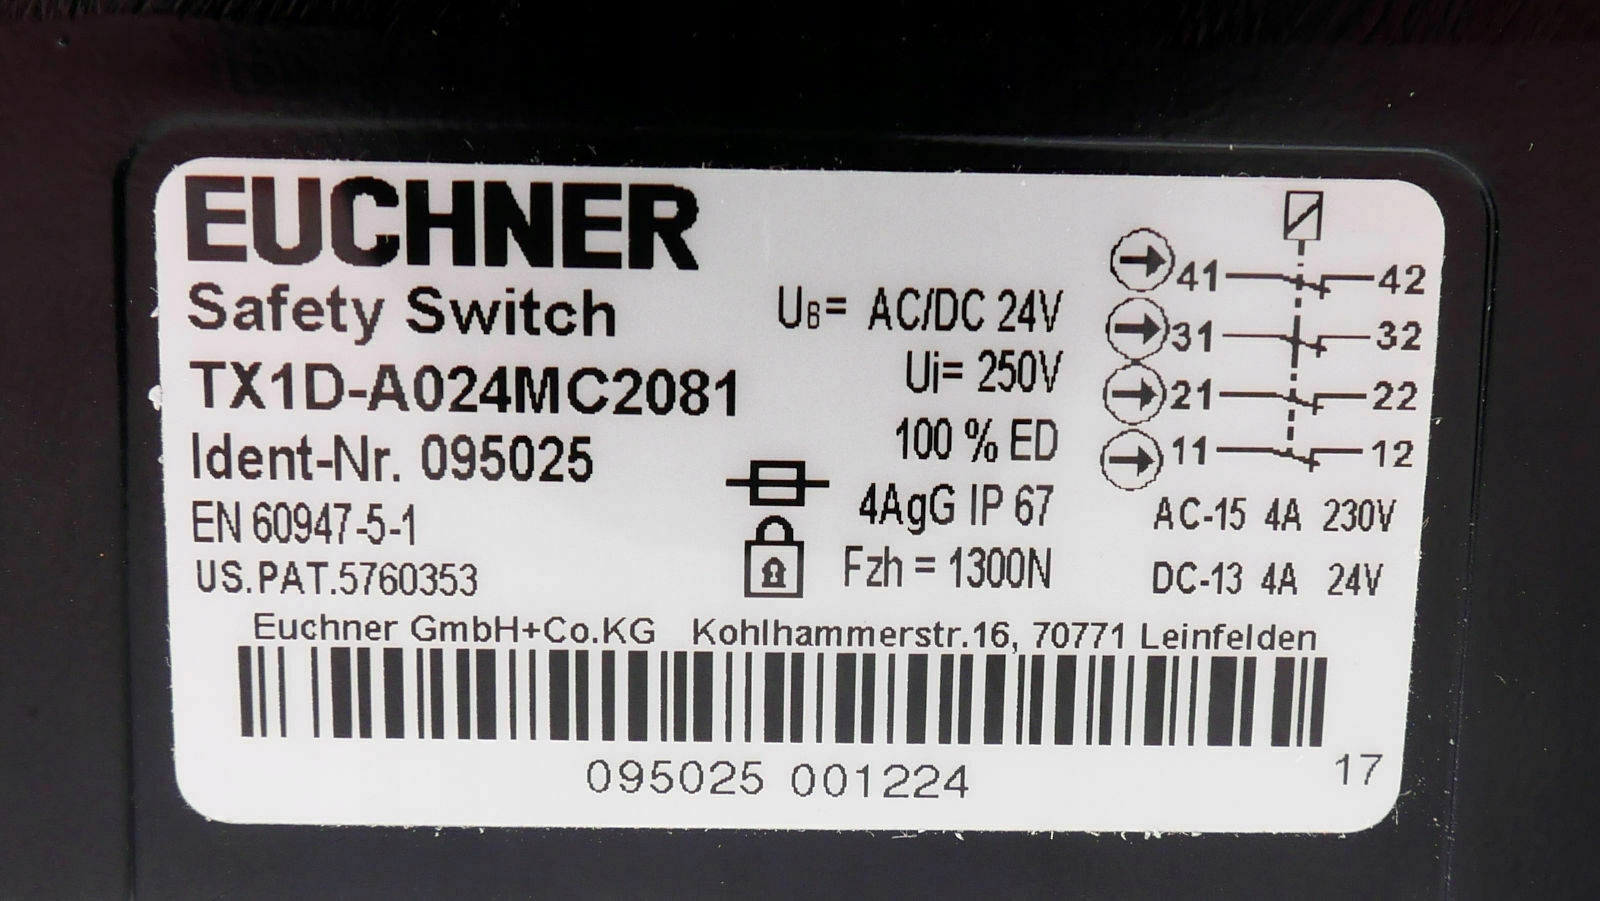 EUCHNER
Safety Switch
TX1D-A024MC2081
Ident-Nr. 095025
EN 60947-5-1
US.PAT.5760353
UB= AC/DC 24V
Ui= 250V
100 % ED
4AgG IP 67
Fzh = 1300N
41 42
31 32
21 22
11 12
AC-15 4A 230V
DC-13 4A 24V
Euchner GmbH+Co.KG Kohlhammerstr.16, 70771 Leinfelden
095025 001224
17